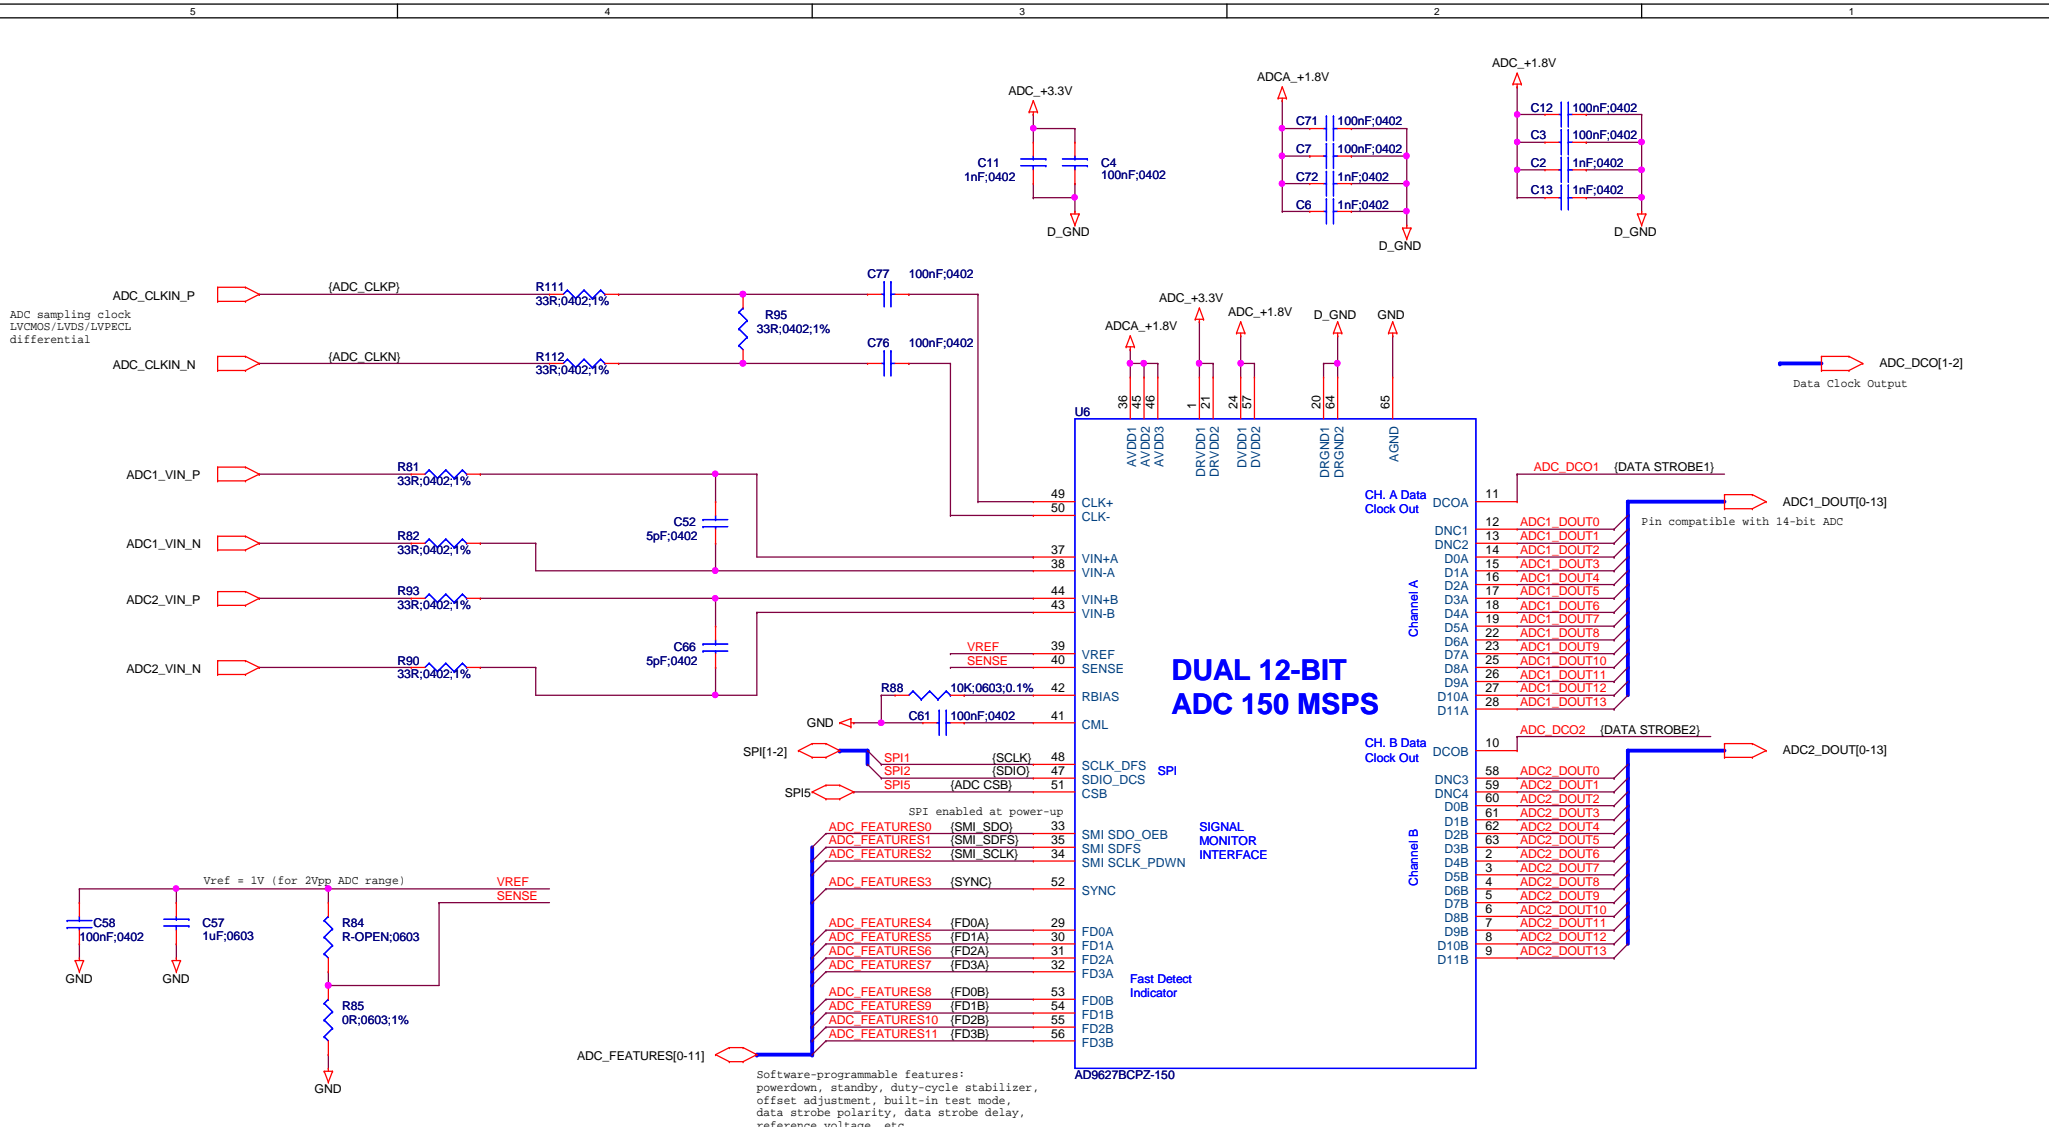 5 4 3 2 1
ADC_+3.3V
C11
1nF;0402
C4
100nF;0402
D_GND
ADCA_+1.8V
C71 100nF;0402
C7 100nF;0402
C72 1nF;0402
C6 1nF;0402
D_GND
ADC_+1.8V
C12 100nF;0402
C3 100nF;0402
C2 1nF;0402
C13 1nF;0402
D_GND
ADC_CLKIN_P
{ADC_CLKP}
R111
33R;0402;1%
ADC sampling clock
LVCMOS/LVDS/LVPECL
differential
R95
33R;0402;1%
C77 100nF;0402
C76 100nF;0402
ADC_CLKIN_N
{ADC_CLKN}
R112
33R;0402;1%
ADCA_+1.8V
ADC_+3.3V
ADC_+1.8V
D_GND
GND
ADC_DCO[1-2]
Data Clock Output
U6
36 45 46 1 21 24 57 20 64 65
AVDD1 AVDD2 AVDD3 DRVDD1 DRVDD2 DVDD1 DVDD2 DRGND1 DRGND2 AGND
ADC1_VIN_P
R81
33R;0402;1%
C52
5pF;0402
ADC1_VIN_N
R82
33R;0402;1%
ADC2_VIN_P
R93
33R;0402;1%
C66
5pF;0402
ADC2_VIN_N
R90
33R;0402;1%
49 CLK+
50 CLK-
37 VIN+A
38 VIN-A
44 VIN+B
43 VIN-B
VREF 39 VREF
SENSE 40 SENSE
R88 10K;0603;0.1% 42 RBIAS
GND C61 100nF;0402 41 CML
SPI[1-2]
SPI1 {SCLK} 48 SCLK_DFS
SPI2 {SDIO} 47 SDIO_DCS
SPI
SPI5 SPI5 {ADC CSB} 51 CSB
SPI enabled at power-up
ADC_FEATURES0 {SMI_SDO} 33 SMI SDO_OEB
ADC_FEATURES1 {SMI_SDFS} 35 SMI SDFS
ADC_FEATURES2 {SMI_SCLK} 34 SMI SCLK_PDWN
SIGNAL
MONITOR
INTERFACE
ADC_FEATURES3 {SYNC} 52 SYNC
ADC_FEATURES4 {FD0A} 29 FD0A
ADC_FEATURES5 {FD1A} 30 FD1A
ADC_FEATURES6 {FD2A} 31 FD2A
ADC_FEATURES7 {FD3A} 32 FD3A
Fast Detect
Indicator
ADC_FEATURES8 {FD0B} 53 FD0B
ADC_FEATURES9 {FD1B} 54 FD1B
ADC_FEATURES10 {FD2B} 55 FD2B
ADC_FEATURES11 {FD3B} 56 FD3B
ADC_FEATURES[0-11]
AD9627BCPZ-150
DUAL 12-BIT
ADC 150 MSPS
Software-programmable features:
powerdown, standby, duty-cycle stabilizer,
offset adjustment, built-in test mode,
data strobe polarity, data strobe delay,
reference voltage, etc
ADC_DCO1 {DATA STROBE1}
CH. A Data
Clock Out
DCOA 11
ADC1_DOUT[0-13]
Pin compatible with 14-bit ADC
Channel A
DNC1 12 ADC1_DOUT0
DNC2 13 ADC1_DOUT1
D0A 14 ADC1_DOUT2
D1A 15 ADC1_DOUT3
D2A 16 ADC1_DOUT4
D3A 17 ADC1_DOUT5
D4A 18 ADC1_DOUT6
D5A 19 ADC1_DOUT7
D6A 22 ADC1_DOUT8
D7A 23 ADC1_DOUT9
D8A 25 ADC1_DOUT10
D9A 26 ADC1_DOUT11
D10A 27 ADC1_DOUT12
D11A 28 ADC1_DOUT13
ADC_DCO2 {DATA STROBE2}
CH. B Data
Clock Out
DCOB 10
ADC2_DOUT[0-13]
Channel B
DNC3 58 ADC2_DOUT0
DNC4 59 ADC2_DOUT1
D0B 60 ADC2_DOUT2
D1B 61 ADC2_DOUT3
D2B 62 ADC2_DOUT4
D3B 63 ADC2_DOUT5
D4B 2 ADC2_DOUT6
D5B 3 ADC2_DOUT7
D6B 4 ADC2_DOUT8
D7B 5 ADC2_DOUT9
D8B 6 ADC2_DOUT10
D9B 7 ADC2_DOUT11
D10B 8 ADC2_DOUT12
D11B 9 ADC2_DOUT13
Vref = 1V (for 2Vpp ADC range)
VREF
SENSE
C58
100nF;0402
GND
C57
1uF;0603
GND
R84
R-OPEN;0603
R85
0R;0603;1%
GND